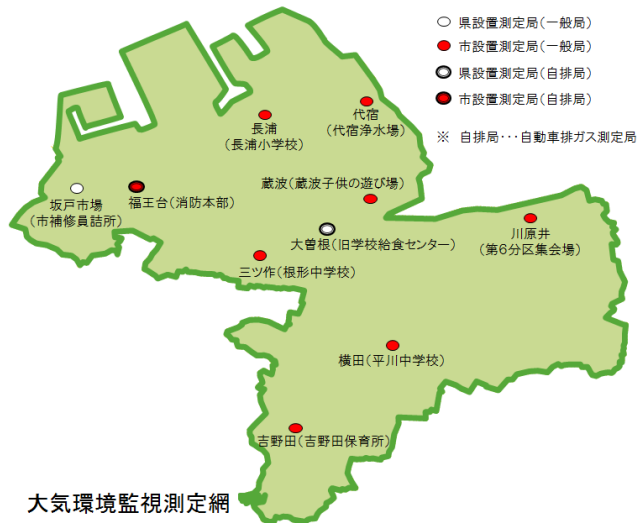 県設置測定局(一般局)
市設置測定局(一般局)
県設置測定局(自排局)
市設置測定局(自排局)
※ 自排局・・・自動車排ガス測定局
長浦
(長浦小学校)
代宿
(代宿浄水場)
蔵波(蔵波子供の遊び場)
坂戸市場
(市補修員詰所)
福王台(消防本部)
川原井
(第6分区集会場)
大曽根(旧学校給食センター)
三ツ作(根形中学校)
横田(平川中学校)
吉野田(吉野田保育所)
大気環境監視測定網